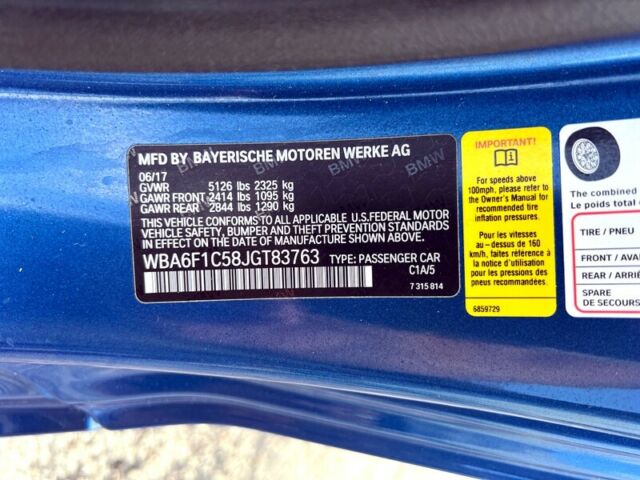 MFD BY BAYERISCHE MOTOREN WERKE AG
06/17
GVWR 5126 lbs 2325 kg
GAWR FRONT 2414 lbs 1095 kg
GAWR REAR 2844 lbs 1290 kg
THIS VEHICLE CONFORMS TO ALL APPLICABLE U.S.FEDERAL MOTOR
VEHICLE SAFETY, BUMPER, AND THEFT PREVENTION STANDARDS
IN EFFECT ON THE DATE OF MANUFACTURE SHOWN ABOVE.
WBA6F1C58JGT83763 TYPE: PASSENGER CAR
C1A/5
7 315 814
BMW
BMW
BMW
BMW
Important!
For speeds above
100mph, please refer to
the Owner's Manual for
recommended tire
inflation pressures.
Pour les vitesses
au-dessus de 160
km/h, faites référence à
la notice d'utilisation
pour les pressions des
pneus recommandées.
6859729
The combined
Le poids total c
TIRE / PNEU
FRONT / AVA
REAR / ARRIÈ
SPARE
DE SECOURS